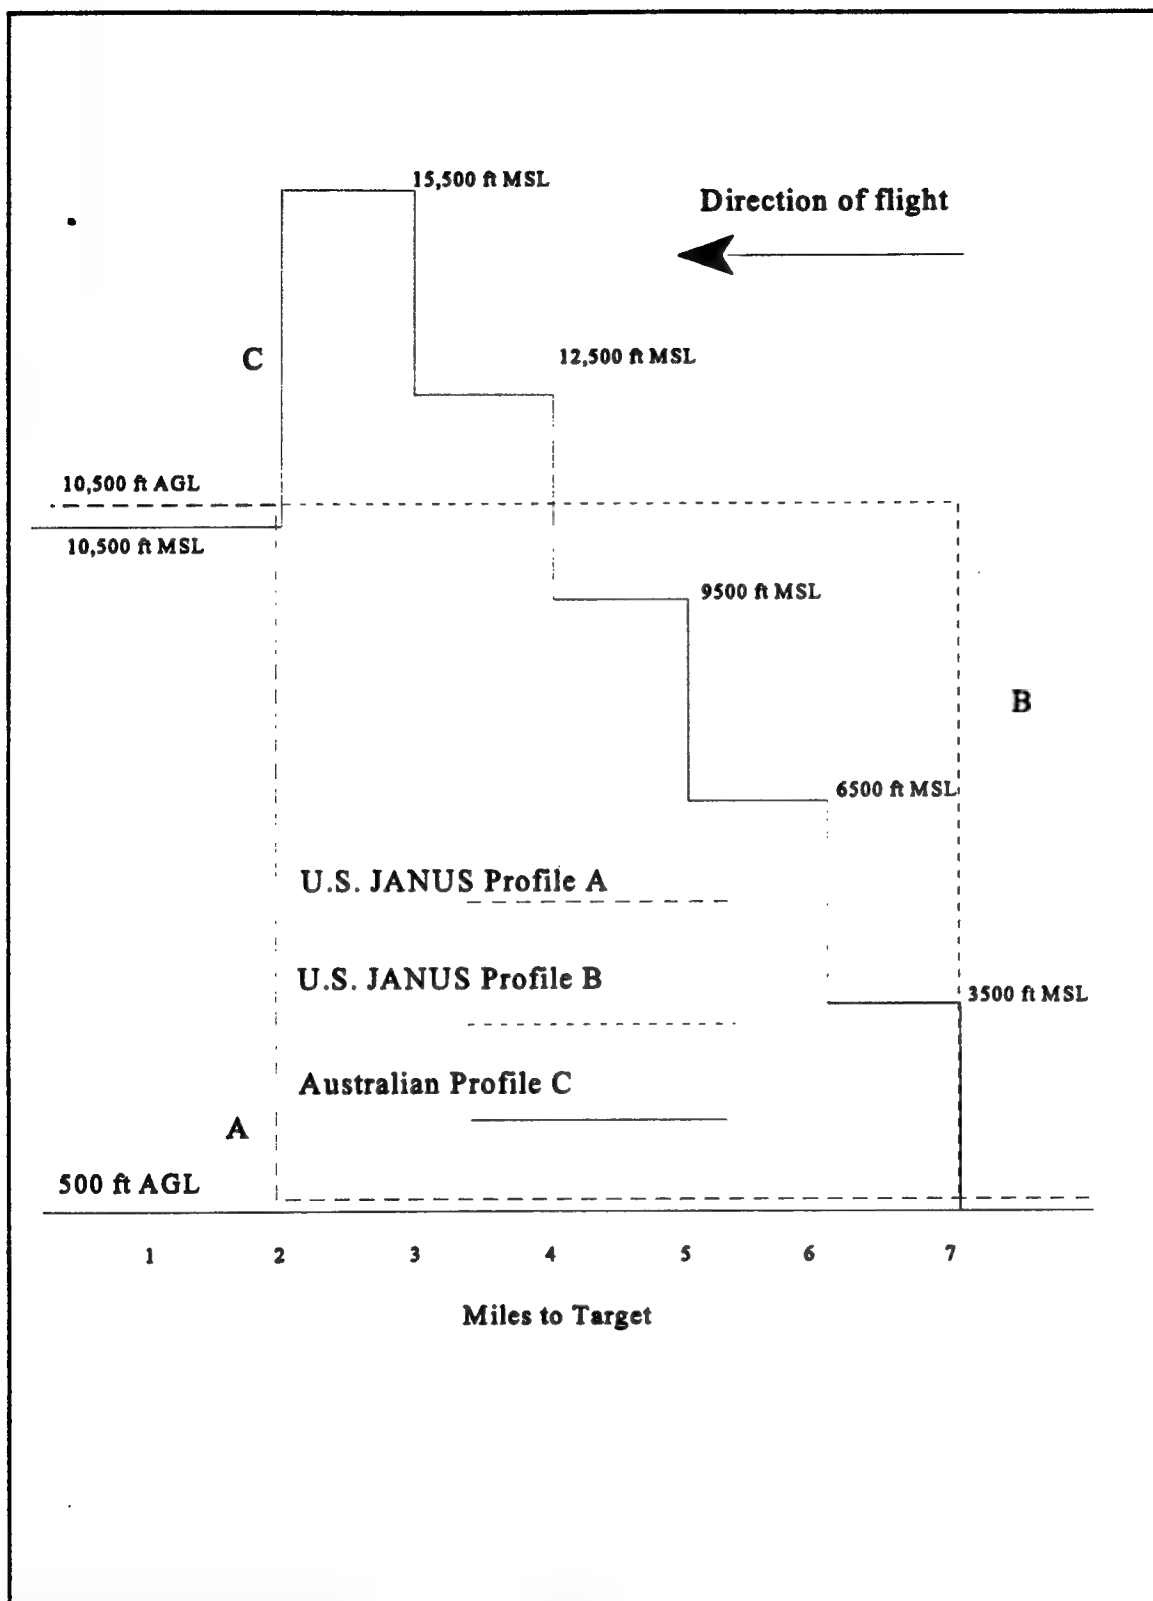 15,500 ft MSL
Direction of flight
C
12,500 ft MSL
10,500 ft AGL
10,500 ft MSL
9500 ft MSL
B
6500 ft MSL
U.S. JANUS Profile A
U.S. JANUS Profile B
3500 ft MSL
Australian Profile C
A
500 ft AGL
1 2 3 4 5 6 7
Miles to Target